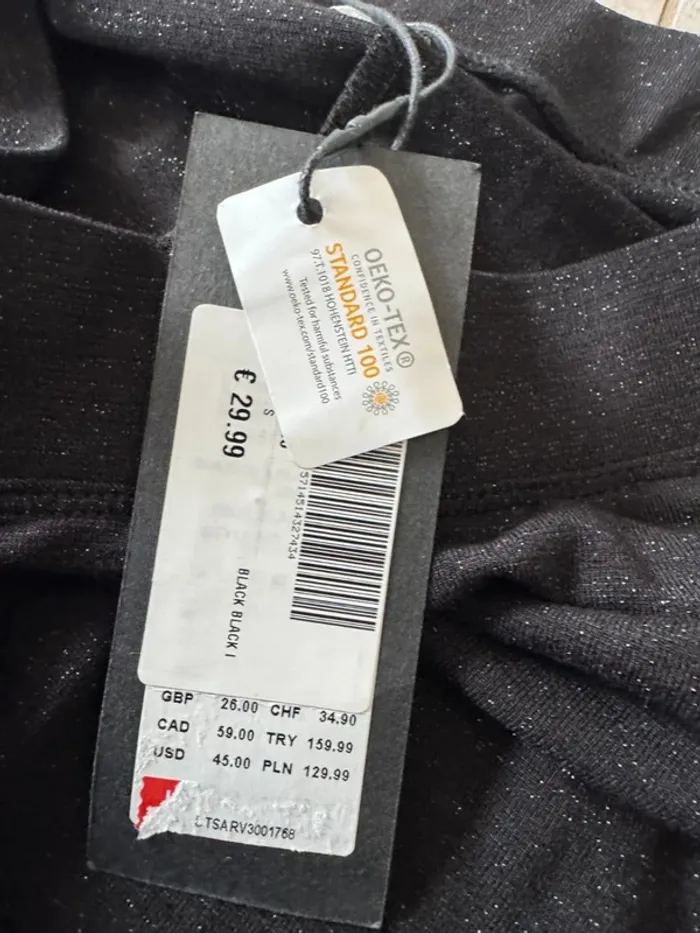 OEKO-TEX®
CONFIDENCE IN TEXTILES
STANDARD 100
97.T.1018 HOHENSTEIN HTTI
Tested for harmful substances
www.oeko-tex.com/standard100
S
€ 29.99
5714514327434
BLACK BLACK I
GBP 26.00 CHF 34.90
CAD 59.00 TRY 159.99
USD 45.00 PLN 129.99
TSARV3001768